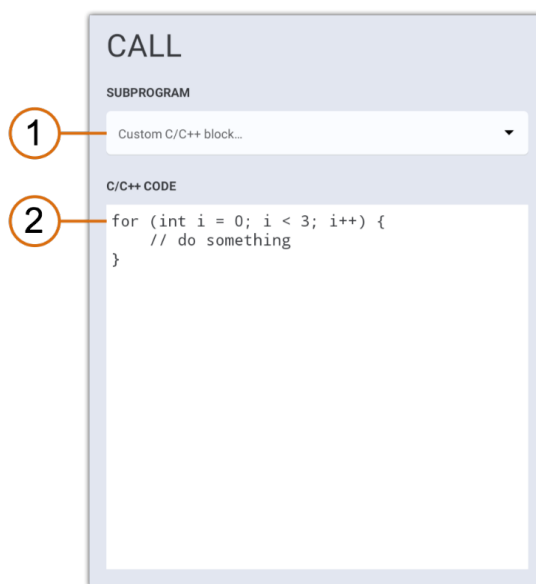 CALL
SUBPROGRAM
1
Custom C/C++ block...
C/C++ CODE
2
for (int i = 0; i < 3; i++) {
    // do something
}